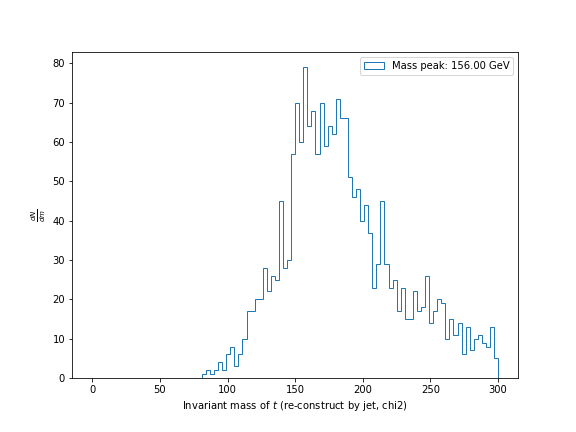 Mass peak: 156.00 GeV
80
70
60
50
40
30
20
10
0
dN
dm
0 50 100 150 200 250 300
Invariant mass of t (re-construct by jet, chi2)